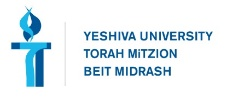 YESHIVA UNIVERSITY
TORAH MiTZION
BEIT MIDRASH